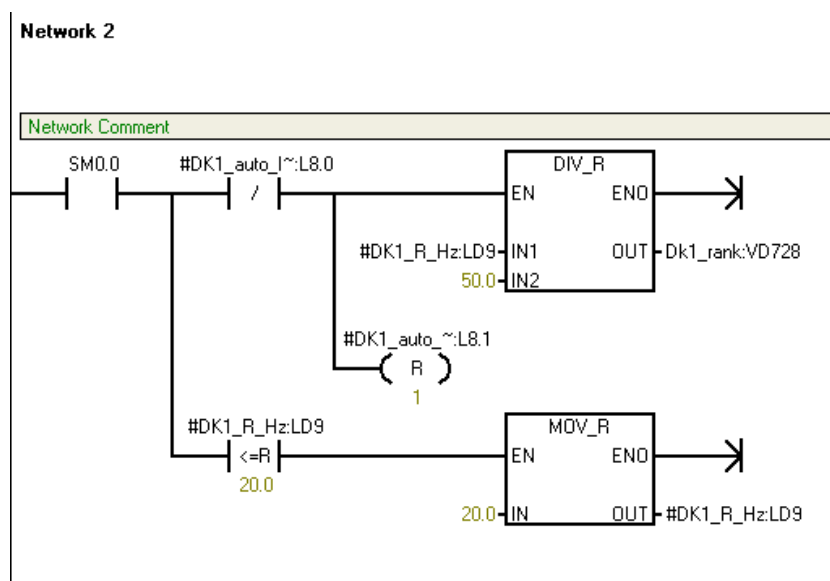 Network 2
Network Comment
SM0.0 #DK1_auto_I~:L8.0 DIV_R
/ EN ENO
#DK1_R_Hz:LD9 IN1 OUT Dk1_rank:VD728
50.0 IN2
#DK1_auto_~:L8.1
R
1
#DK1_R_Hz:LD9 MOV_R
<=R EN ENO
20.0
20.0 IN OUT #DK1_R_Hz:LD9